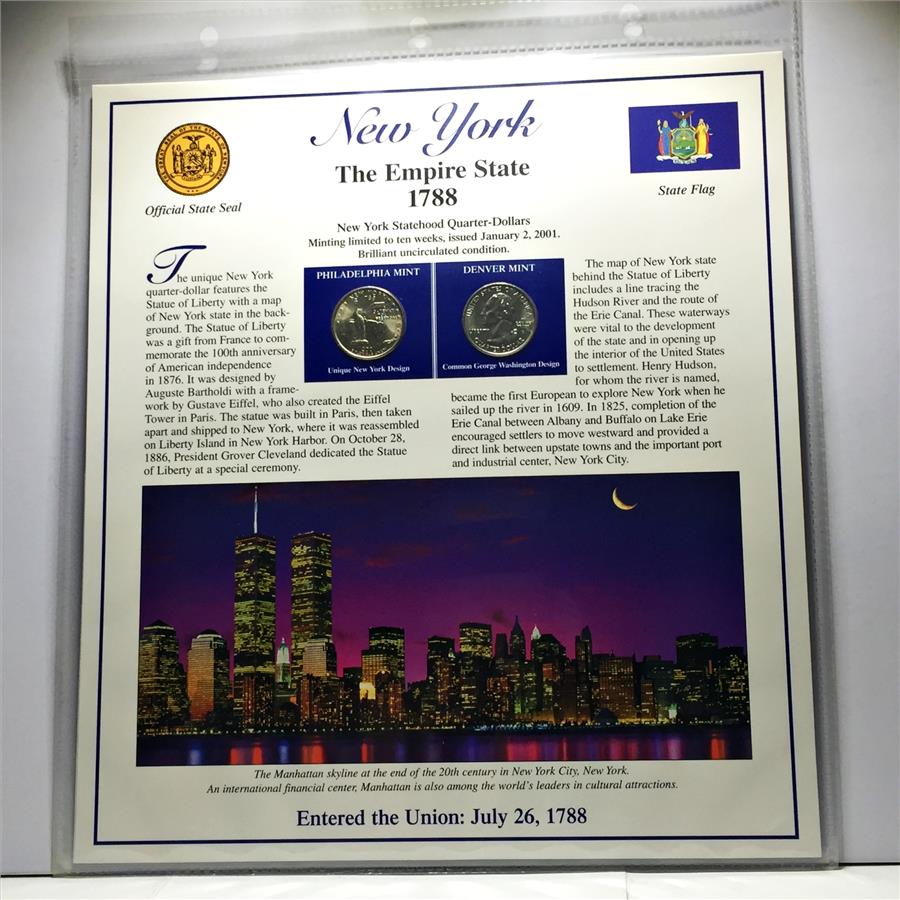 New York
The Empire State
1788
Official State Seal
State Flag
New York Statehood Quarter-Dollars
Minting limited to ten weeks, issued January 2, 2001.
Brilliant uncirculated condition.
The unique New York
quarter-dollar features the
Statue of Liberty with a map
of New York state in the back-
ground. The Statue of Liberty
was a gift from France to com-
memorate the 100th anniversary
of American independence
in 1876. It was designed by
Auguste Bartholdi with a frame-
work by Gustave Eiffel, who also created the Eiffel
Tower in Paris. The statue was built in Paris, then taken
apart and shipped to New York, where it was reassembled
on Liberty Island in New York Harbor. On October 28,
1886, President Grover Cleveland dedicated the Statue
of Liberty at a special ceremony.
PHILADELPHIA MINT
Unique New York Design
DENVER MINT
Common George Washington Design
The map of New York state
behind the Statue of Liberty
includes a line tracing the
Hudson River and the route of
the Erie Canal. These waterways
were vital to the development
of the state and in opening up
the interior of the United States
to settlement. Henry Hudson,
for whom the river is named,
became the first European to explore New York when he
sailed up the river in 1609. In 1825, completion of the
Erie Canal between Albany and Buffalo on Lake Erie
encouraged settlers to move westward and provided a
direct link between upstate towns and the important port
and industrial center, New York City.
The Manhattan skyline at the end of the 20th century in New York City, New York.
An international financial center, Manhattan is also among the world's leaders in cultural attractions.
Entered the Union: July 26, 1788